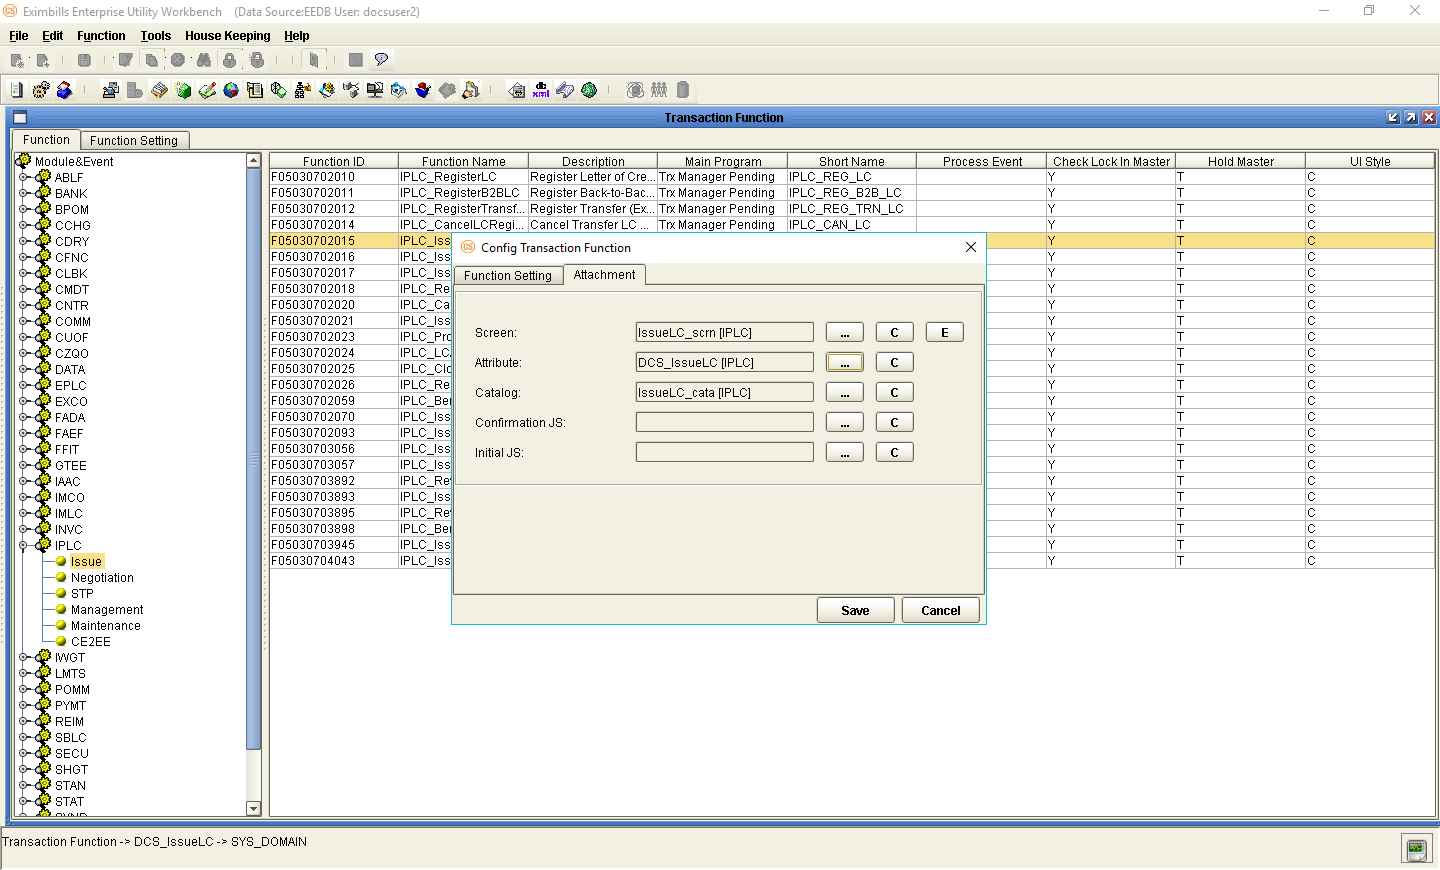 Eximbills Enterprise Utility Workbench (Data Source:EEDB User: docsuser2)
File Edit Function Tools House Keeping Help
Transaction Function
Function Function Setting
Module&Event
ABLF
BANK
BPOM
CCHG
CDRY
CFNC
CLBK
CMDT
CNTR
COMM
CUOF
CZQO
DATA
EPLC
EXCO
FADA
FAEF
FFIT
GTEE
IAAC
IMCO
IMLC
INVC
IPLC
Issue
Negotiation
STP
Management
Maintenance
CE2EE
IWGT
LMTS
POMM
PYMT
REIM
SBLC
SECU
SHGT
STAN
STAT
Function ID Function Name Description Main Program Short Name Process Event Check Lock In Master Hold Master UI Style
F05030702010 IPLC_RegisterLC Register Letter of Cre... Trx Manager Pending IPLC_REG_LC Y T C
F05030702011 IPLC_RegisterB2BLC Register Back-to-Bac... Trx Manager Pending IPLC_REG_B2B_LC Y T C
F05030702012 IPLC_RegisterTransf... Register Transfer (Ex... Trx Manager Pending IPLC_REG_TRN_LC Y T C
F05030702014 IPLC_CancelLCRegi... Cancel Transfer LC ... Trx Manager Pending IPLC_CAN_LC Y T C
F05030702015 IPLC_Iss Y T C
F05030702016 IPLC_Iss Y T C
F05030702017 IPLC_Iss Y T C
F05030702018 IPLC_Re Y T C
F05030702020 IPLC_Ca Y T C
F05030702021 IPLC_Iss Y T C
F05030702023 IPLC_Pro Y T C
F05030702024 IPLC_LC Y T C
F05030702025 IPLC_Clo Y T C
F05030702026 IPLC_Re Y T C
F05030702059 IPLC_Ber Y T C
F05030702070 IPLC_Iss Y T C
F05030702093 IPLC_Iss Y T C
F05030703056 IPLC_Iss Y T C
F05030703057 IPLC_Iss Y T C
F05030703892 IPLC_Rev Y T C
F05030703893 IPLC_Iss Y T C
F05030703895 IPLC_Rev Y T C
F05030703898 IPLC_Ber Y T C
F05030703945 IPLC_Iss Y T C
F05030704043 IPLC_Iss Y T C
Config Transaction Function
Function Setting Attachment
Screen: IssueLC_scrn [IPLC] ... C E
Attribute: DCS_IssueLC [IPLC] ... C
Catalog: IssueLC_cata [IPLC] ... C
Confirmation JS: ... C
Initial JS: ... C
Save Cancel
Transaction Function -> DCS_IssueLC -> SYS_DOMAIN